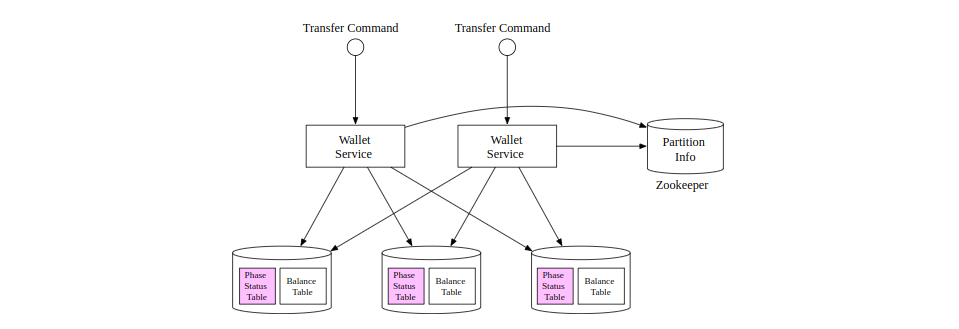 Transfer Command
Transfer Command
Wallet
Service
Wallet
Service
Partition
Info
Zookeeper
Phase
Status
Table
Balance
Table
Phase
Status
Table
Balance
Table
Phase
Status
Table
Balance
Table